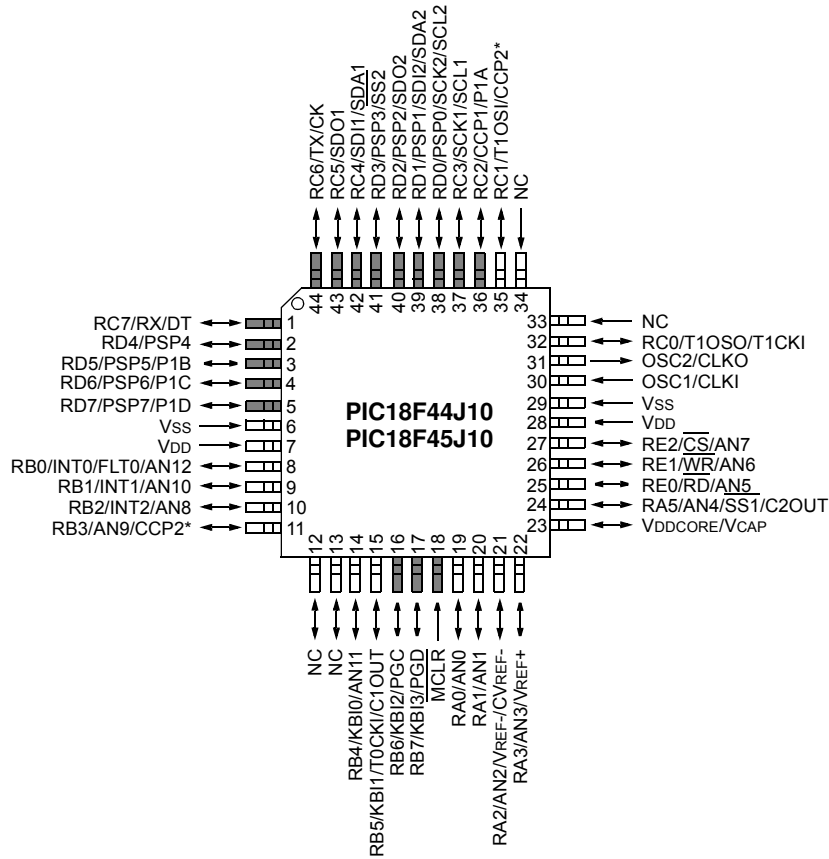 RC6/TX/CK
RC5/SDO1
RC4/SDI1/SDA1
RD3/PSP3/SS2
RD2/PSP2/SDO2
RD1/PSP1/SDI2/SDA2
RD0/PSP0/SCK2/SCL2
RC3/SCK1/SCL1
RC2/CCP1/P1A
RC1/T1OSI/CCP2*
NC
44
43
42
41
40
39
38
37
36
35
34
RC7/RX/DT 1
RD4/PSP4 2
RD5/PSP5/P1B 3
RD6/PSP6/P1C 4
RD7/PSP7/P1D 5
VSS 6
VDD 7
RB0/INT0/FLT0/AN12 8
RB1/INT1/AN10 9
RB2/INT2/AN8 10
RB3/AN9/CCP2* 11
PIC18F44J10
PIC18F45J10
33 NC
32 RC0/T1OSO/T1CKI
31 OSC2/CLKO
30 OSC1/CLKI
29 VSS
28 VDD
27 RE2/CS/AN7
26 RE1/WR/AN6
25 RE0/RD/AN5
24 RA5/AN4/SS1/C2OUT
23 VDDCORE/VCAP
12
13
14
15
16
17
18
19
20
21
22
NC
NC
RB4/KBI0/AN11
RB5/KBI1/T0CKI/C1OUT
RB6/KBI2/PGC
RB7/KBI3/PGD
MCLR
RA0/AN0
RA1/AN1
RA2/AN2/VREF-/CVREF-
RA3/AN3/VREF+